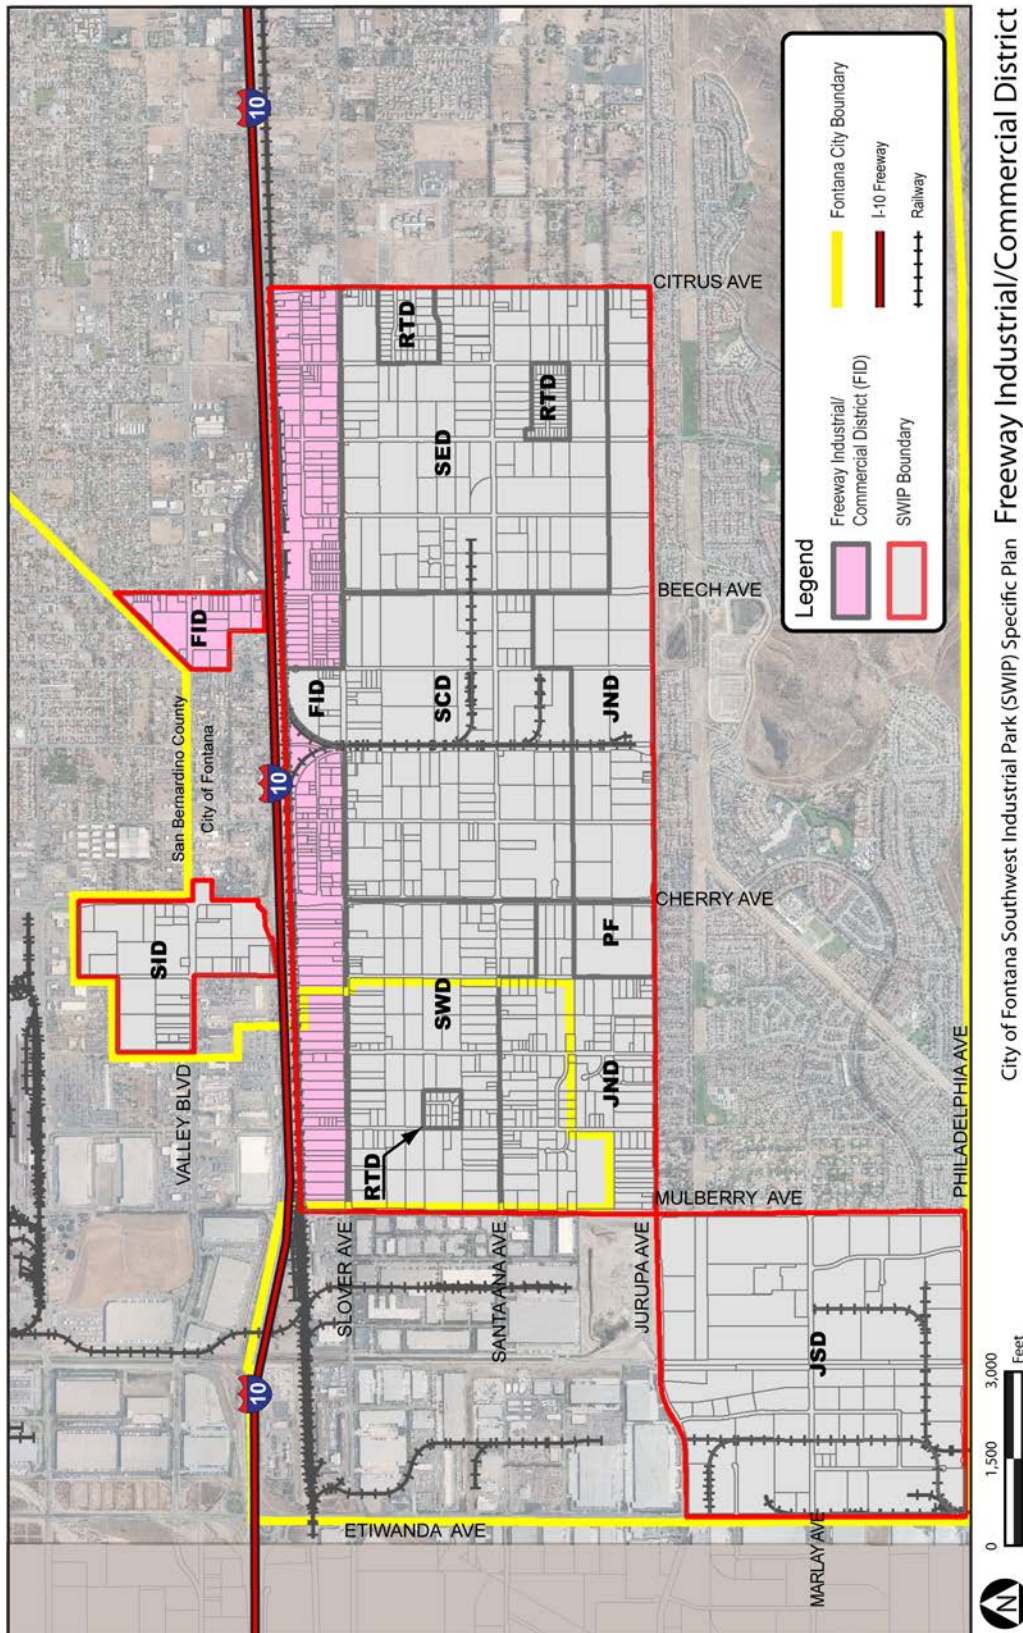 10
10
10
FID
San Bernardino County
City of Fontana
SID
VALLEY BLVD
FID
RTD
SED
RTD
SCD
JND
SWD
PF
JND
RTD
SLOVER AVE
SANTA ANA AVE
JURUPA AVE
CITRUS AVE
BEECH AVE
CHERRY AVE
MULBERRY AVE
ETIWANDA AVE
JSD
MARLAY AVE
PHILADELPHIA AVE
Legend
Freeway Industrial/
Commercial District (FID)
SWIP Boundary
Fontana City Boundary
I-10 Freeway
Railway
N
0 1,500 3,000
Feet
City of Fontana Southwest Industrial Park (SWIP) Specific Plan Freeway Industrial/Commercial District